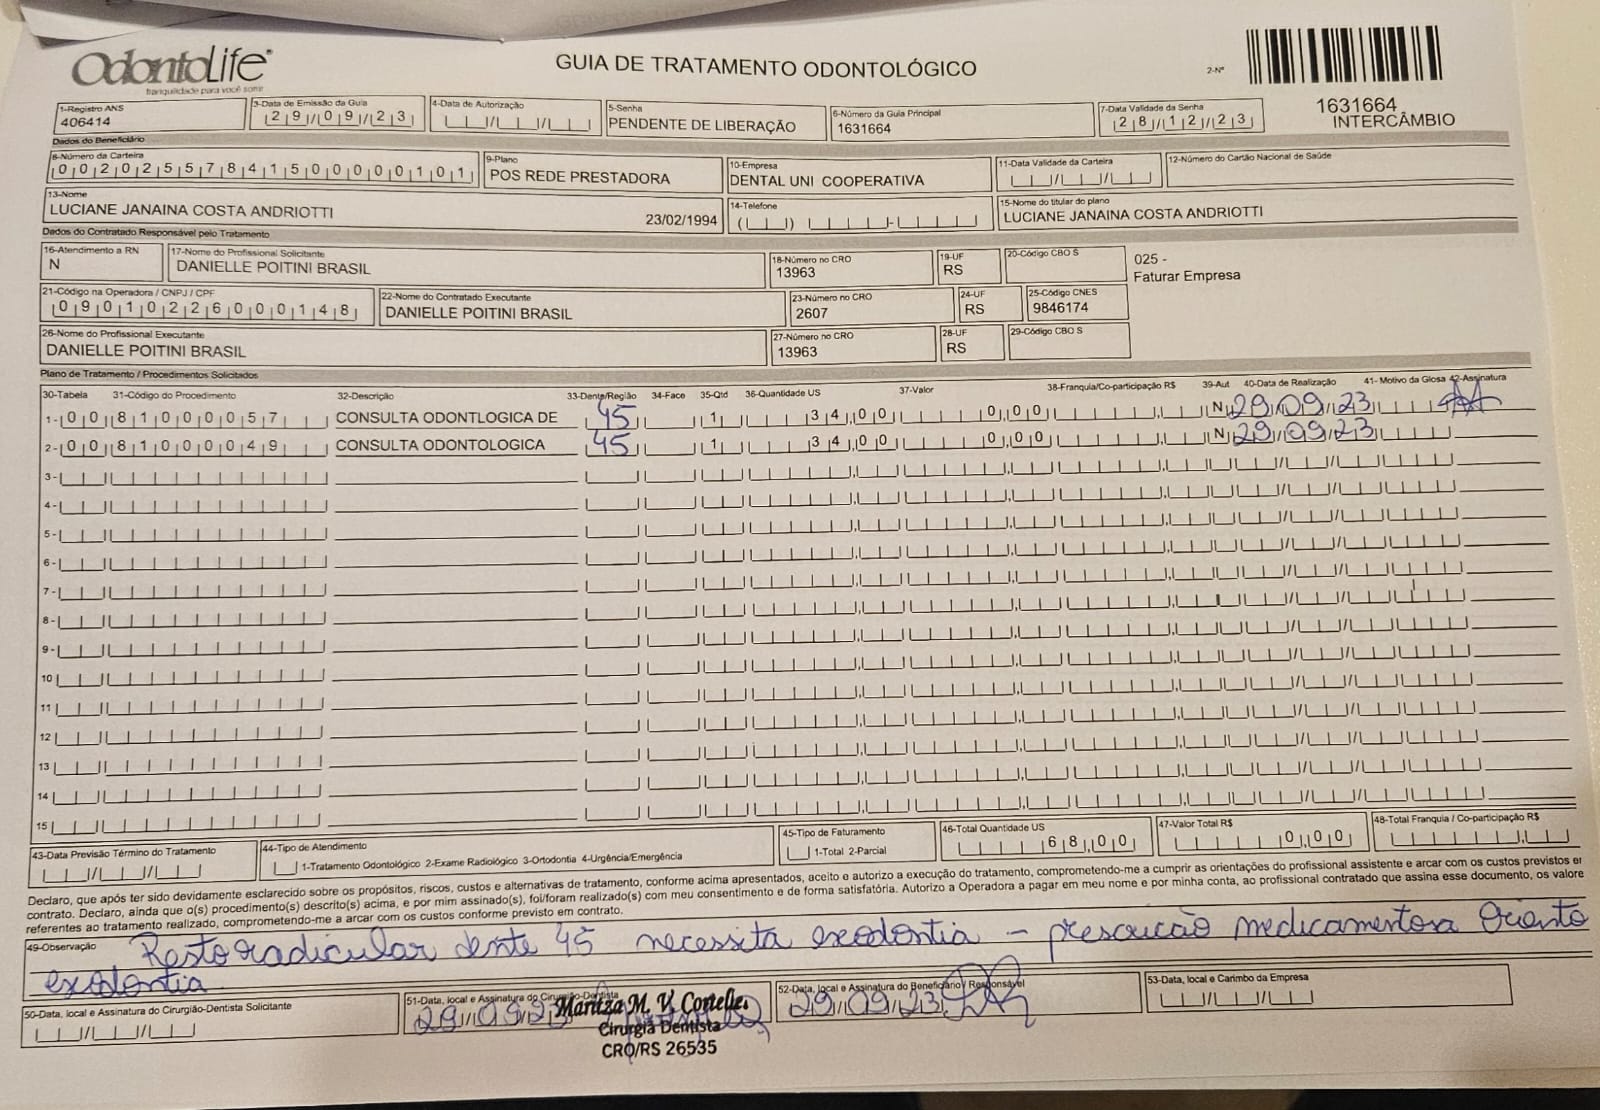 OdontoLife
tranquilidade para você sorrir
GUIA DE TRATAMENTO ODONTOLÓGICO
2-Nº
1631664
INTERCÂMBIO
1-Registro ANS
406414
3-Data de Emissão da Guia
29/09/23
4-Data de Autorização
5-Senha
PENDENTE DE LIBERAÇÃO
6-Número da Guia Principal
1631664
7-Data Validade da Senha
28/12/23
Dados do Beneficiário
8-Número da Carteira
00202557841500000101
9-Plano
POS REDE PRESTADORA
10-Empresa
DENTAL UNI COOPERATIVA
11-Data Validade da Carteira
12-Número do Cartão Nacional de Saúde
13-Nome
LUCIANE JANAINA COSTA ANDRIOTTI 23/02/1994
14-Telefone
15-Nome do titular do plano
LUCIANE JANAINA COSTA ANDRIOTTI
Dados do Contratado Responsável pelo Tratamento
16-Atendimento a RN
N
17-Nome do Profissional Solicitante
DANIELLE POITINI BRASIL
18-Número no CRO
13963
19-UF
RS
20-Código CBO S
025 -
Faturar Empresa
21-Código na Operadora / CNPJ / CPF
09010226000148
22-Nome do Contratado Executante
DANIELLE POITINI BRASIL
23-Número no CRO
2607
24-UF
RS
25-Código CNES
9846174
26-Nome do Profissional Executante
DANIELLE POITINI BRASIL
27-Número no CRO
13963
28-UF
RS
29-Código CBO S
Plano de Tratamento / Procedimentos Solicitados
30-Tabela 31-Código do Procedimento 32-Descrição 33-Dente/Região 34-Face 35-Qtd 36-Quantidade US 37-Valor 38-Franquia/Co-participação R$ 39-Aut 40-Data de Realização 41- Motivo da Glosa 42-Assinatura
1- 00 81000057 CONSULTA ODONTLOGICA DE 45 1 34,00 0,00 N 29/09/23
2- 00 81000049 CONSULTA ODONTOLOGICA 45 1 34,00 0,00 N 29/09/23
3-
4-
5-
6-
7-
8-
9-
10
11
12
13
14
15
43-Data Previsão Término do Tratamento
44-Tipo de Atendimento
1-Tratamento Odontológico 2-Exame Radiológico 3-Ortodontia 4-Urgência/Emergência
45-Tipo de Faturamento
1-Total 2-Parcial
46-Total Quantidade US
68,00
47-Valor Total R$
0,00
48-Total Franquia / Co-participação R$
Declaro, que após ter sido devidamente esclarecido sobre os propósitos, riscos, custos e alternativas de tratamento, conforme acima apresentados, aceito e autorizo a execução do tratamento, comprometendo-me a cumprir as orientações do profissional assistente e arcar com os custos previstos er
contrato. Declaro, ainda que o(s) procedimento(s) descrito(s) acima, e por mim assinado(s), foi/foram realizado(s) com meu consentimento e de forma satisfatória. Autorizo a Operadora a pagar em meu nome e por minha conta, ao profissional contratado que assina esse documento, os valore
referentes ao tratamento realizado, comprometendo-me a arcar com os custos conforme previsto em contrato.
49-Observação
Resto radicular dente 45 necessita exodontia - prescrição medicamentosa Oriento
exodontia
50-Data, local e Assinatura do Cirurgião-Dentista Solicitante
51-Data, local e Assinatura do Cirurgião-Dentista
29/09/23
Maritza M. V.
Cirurgiã Dentista
CRO/RS 26535
52-Data, local e Assinatura do Beneficiário / Responsável
29/09/23
53-Data, local e Carimbo da Empresa